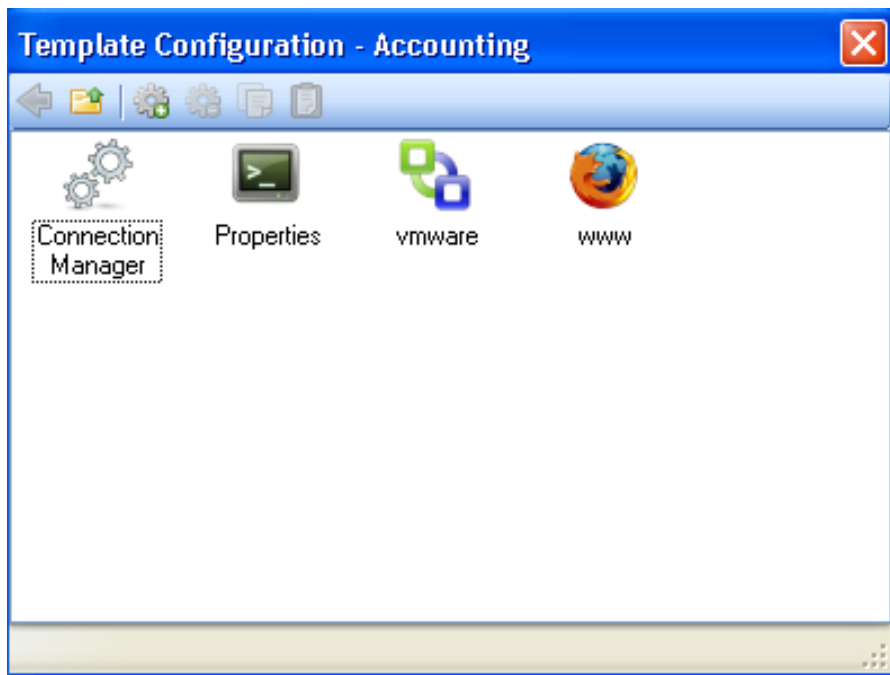 Template Configuration - Accounting
Connection
Manager
Properties
vmware
www